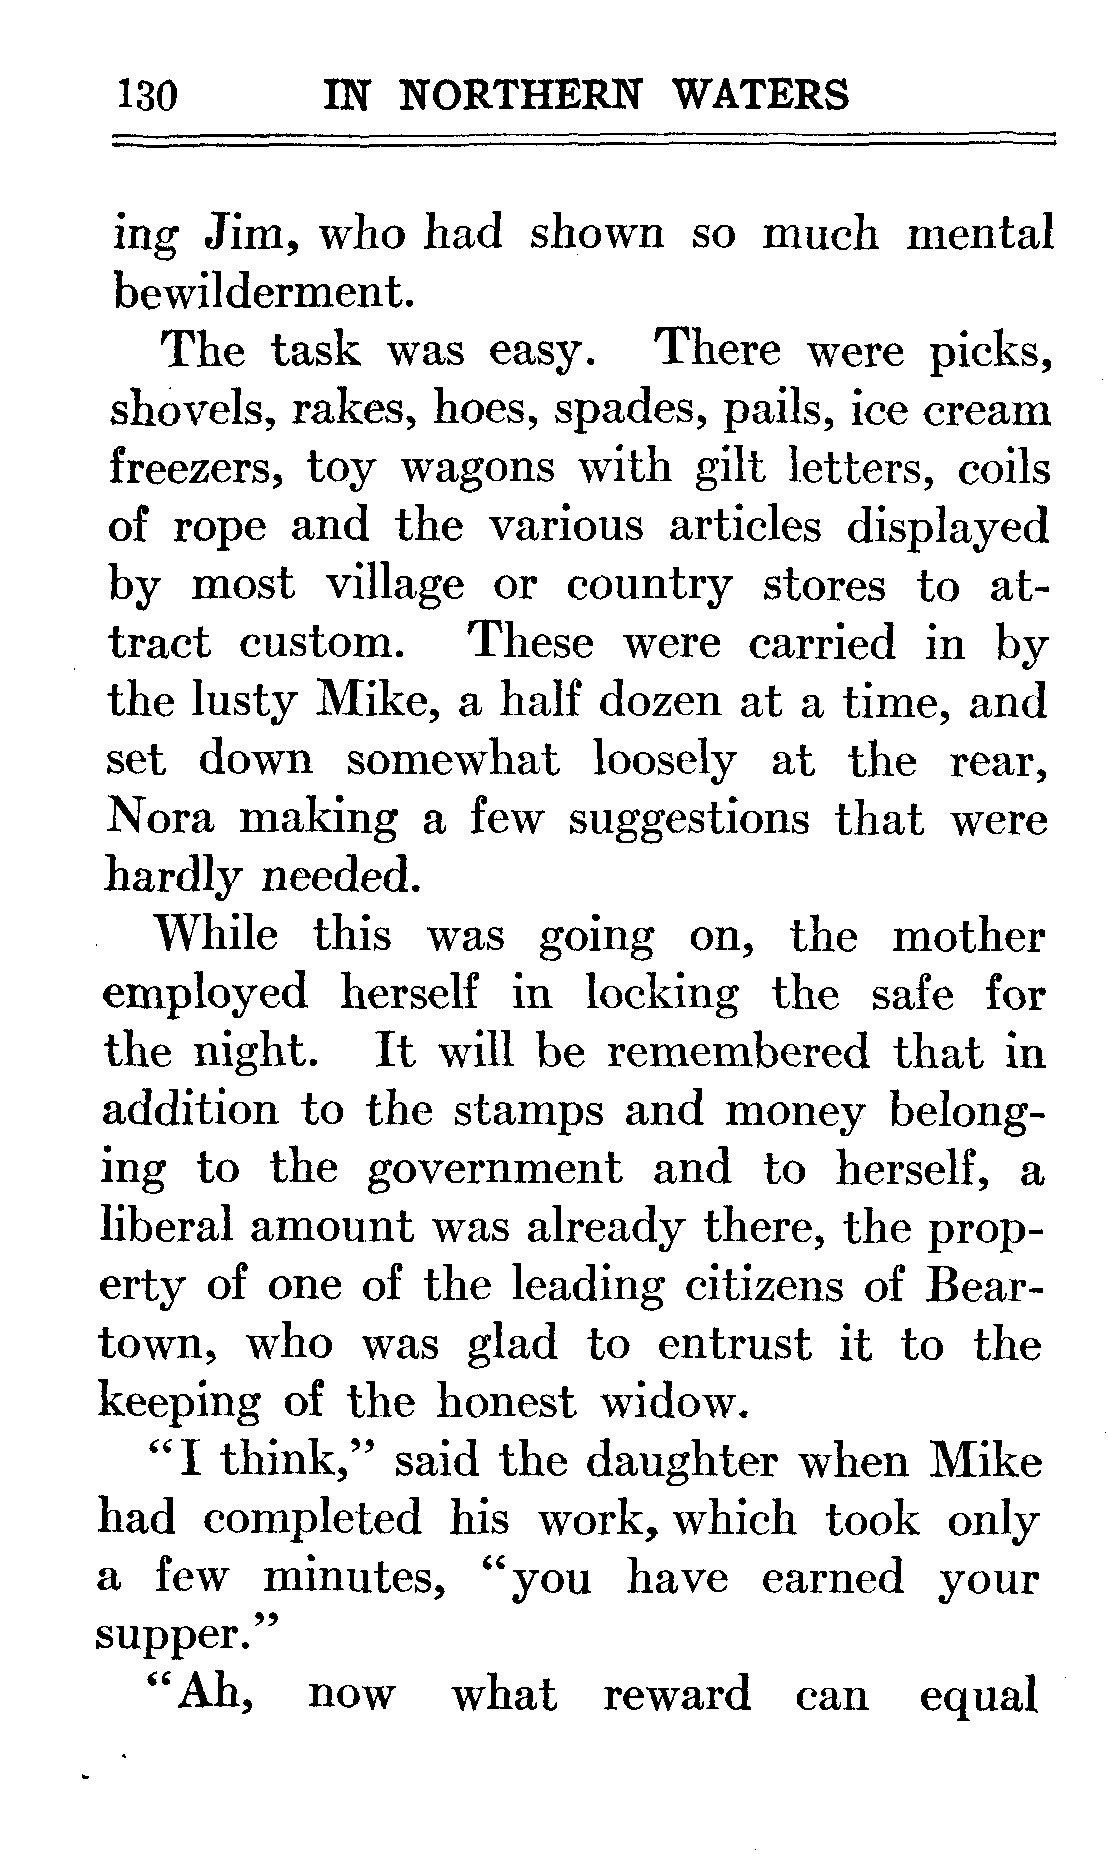 130 IN NORTHERN WATERS
ing Jim, who had shown so much mental
bewilderment.
The task was easy. There were picks,
shovels, rakes, hoes, spades, pails, ice cream
freezers, toy wagons with gilt letters, coils
of rope and the various articles displayed
by most village or country stores to at-
tract custom. These were carried in by
the lusty Mike, a half dozen at a time, and
set down somewhat loosely at the rear,
Nora making a few suggestions that were
hardly needed.
While this was going on, the mother
employed herself in locking the safe for
the night. It will be remembered that in
addition to the stamps and money belong-
ing to the government and to herself, a
liberal amount was already there, the prop-
erty of one of the leading citizens of Bear-
town, who was glad to entrust it to the
keeping of the honest widow.
“I think,” said the daughter when Mike
had completed his work, which took only
a few minutes, “you have earned your
supper.”
“Ah, now what reward can equal